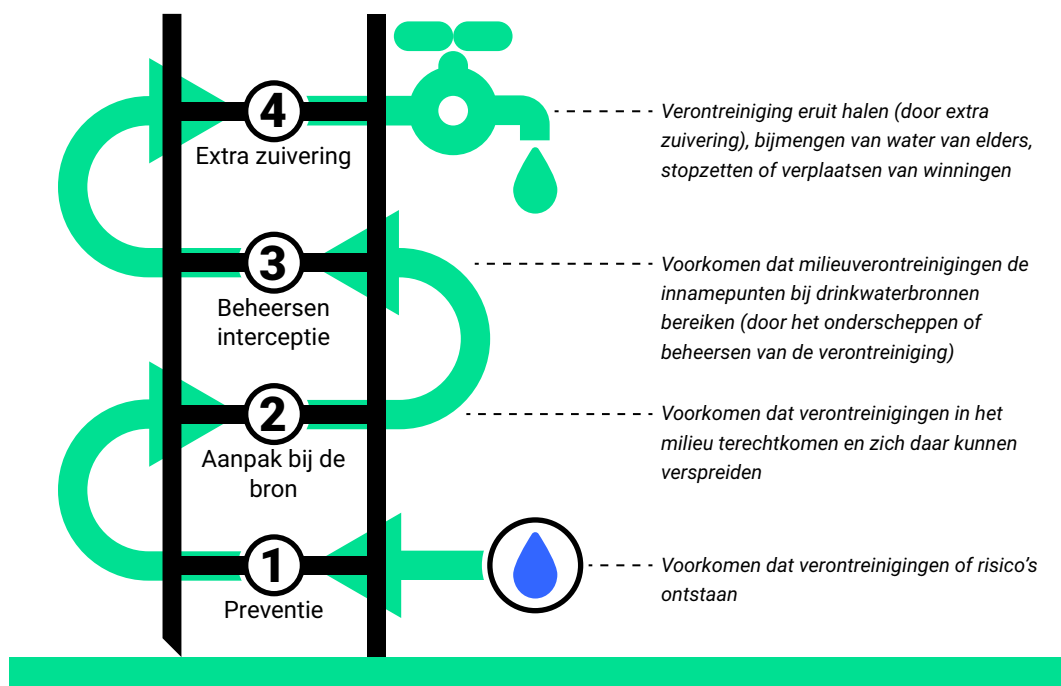 4
Extra zuivering
Verontreiniging eruit halen (door extra
zuivering), bijmengen van water van elders,
stopzetten of verplaatsen van winningen
3
Beheersen
interceptie
Voorkomen dat milieuverontreinigingen de
innamepunten bij drinkwaterbronnen
bereiken (door het onderscheppen of
beheersen van de verontreiniging)
2
Aanpak bij de
bron
Voorkomen dat verontreinigingen in het
milieu terechtkomen en zich daar kunnen
verspreiden
1
Preventie
Voorkomen dat verontreinigingen of risico’s
ontstaan